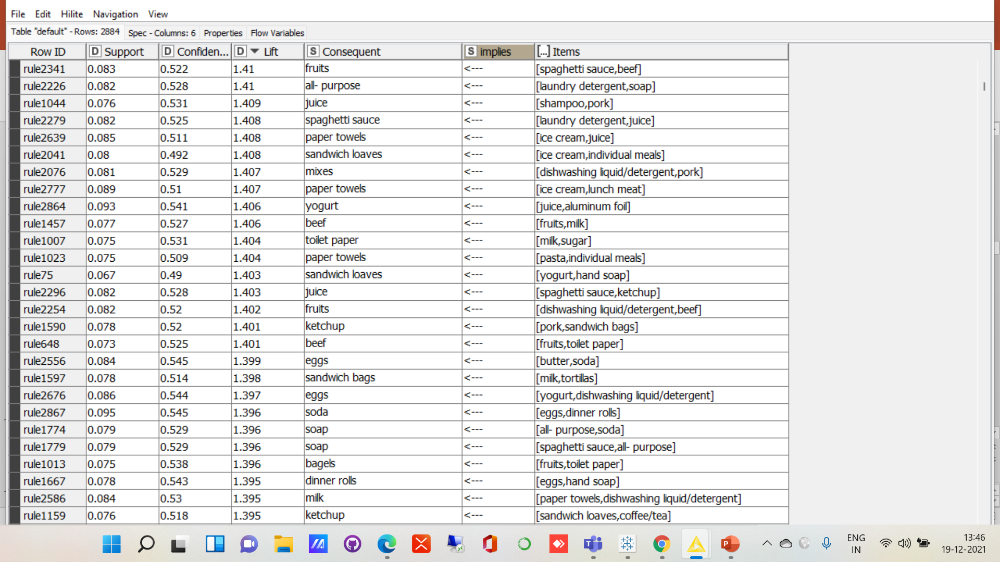 File Edit Hilite Navigation View
Table "default" - Rows: 2884 Spec - Columns: 6 Properties Flow Variables
Row ID D Support D Confiden... D Lift S Consequent S implies [...] Items
rule2341 0.083 0.522 1.41 fruits <--- [spaghetti sauce,beef]
rule2226 0.082 0.528 1.41 all- purpose <--- [laundry detergent,soap]
rule1044 0.076 0.531 1.409 juice <--- [shampoo,pork]
rule2279 0.082 0.525 1.408 spaghetti sauce <--- [laundry detergent,juice]
rule2639 0.085 0.511 1.408 paper towels <--- [ice cream,juice]
rule2041 0.08 0.492 1.408 sandwich loaves <--- [ice cream,individual meals]
rule2076 0.081 0.529 1.407 mixes <--- [dishwashing liquid/detergent,pork]
rule2777 0.089 0.51 1.407 paper towels <--- [ice cream,lunch meat]
rule2864 0.093 0.541 1.406 yogurt <--- [juice,aluminum foil]
rule1457 0.077 0.527 1.406 beef <--- [fruits,milk]
rule1007 0.075 0.531 1.404 toilet paper <--- [milk,sugar]
rule1023 0.075 0.509 1.404 paper towels <--- [pasta,individual meals]
rule75 0.067 0.49 1.403 sandwich loaves <--- [yogurt,hand soap]
rule2296 0.082 0.528 1.403 juice <--- [spaghetti sauce,ketchup]
rule2254 0.082 0.52 1.402 fruits <--- [dishwashing liquid/detergent,beef]
rule1590 0.078 0.52 1.401 ketchup <--- [pork,sandwich bags]
rule648 0.073 0.525 1.401 beef <--- [fruits,toilet paper]
rule2556 0.084 0.545 1.399 eggs <--- [butter,soda]
rule1597 0.078 0.514 1.398 sandwich bags <--- [milk,tortillas]
rule2676 0.086 0.544 1.397 eggs <--- [yogurt,dishwashing liquid/detergent]
rule2867 0.095 0.545 1.396 soda <--- [eggs,dinner rolls]
rule1774 0.079 0.529 1.396 soap <--- [all- purpose,soda]
rule1779 0.079 0.529 1.396 soap <--- [spaghetti sauce,all- purpose]
rule1013 0.075 0.538 1.396 bagels <--- [fruits,toilet paper]
rule1667 0.078 0.543 1.395 dinner rolls <--- [eggs,hand soap]
rule2586 0.084 0.53 1.395 milk <--- [paper towels,dishwashing liquid/detergent]
rule1159 0.076 0.518 1.395 ketchup <--- [sandwich loaves,coffee/tea]
ENG 13:46
IN 19-12-2021